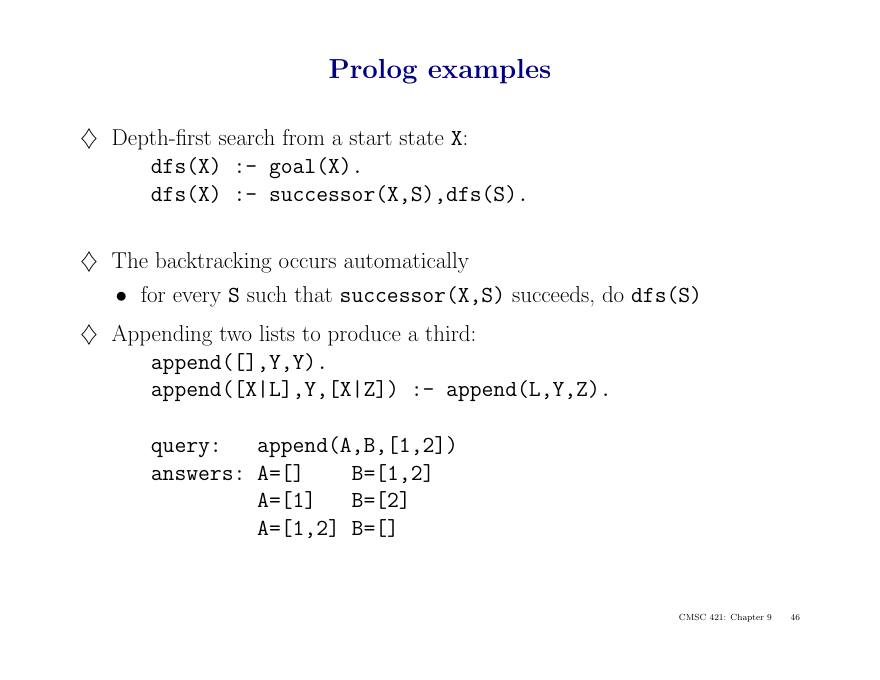 Prolog examples
♢ Depth-first search from a start state X:
dfs(X) :- goal(X).
dfs(X) :- successor(X,S),dfs(S).
♢ The backtracking occurs automatically
• for every S such that successor(X,S) succeeds, do dfs(S)
♢ Appending two lists to produce a third:
append([],Y,Y).
append([X|L],Y,[X|Z]) :- append(L,Y,Z).
query: append(A,B,[1,2])
answers: A=[] B=[1,2]
A=[1] B=[2]
A=[1,2] B=[]
CMSC 421: Chapter 9 46